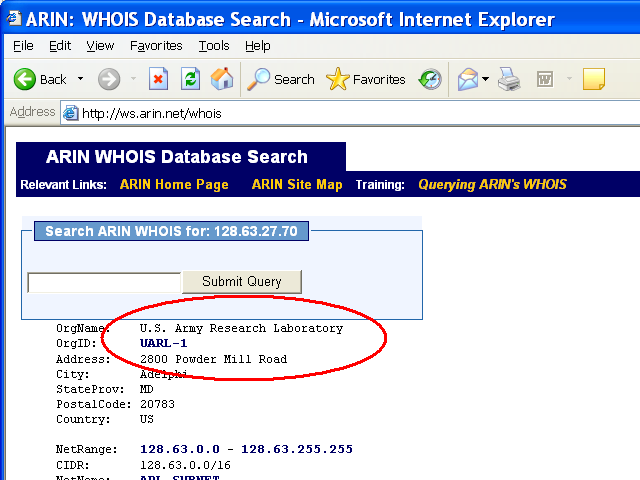 ARIN: WHOIS Database Search - Microsoft Internet Explorer
File Edit View Favorites Tools Help
Back Search Favorites
Address http://ws.arin.net/whois
ARIN WHOIS Database Search
Relevant Links: ARIN Home Page ARIN Site Map Training: Querying ARIN's WHOIS
Search ARIN WHOIS for: 128.63.27.70
Submit Query
OrgName: U.S. Army Research Laboratory
OrgID: UARL-1
Address: 2800 Powder Mill Road
City: Adelphi
StateProv: MD
PostalCode: 20783
Country: US
NetRange: 128.63.0.0 - 128.63.255.255
CIDR: 128.63.0.0/16
NetName: ARL-SUBNET